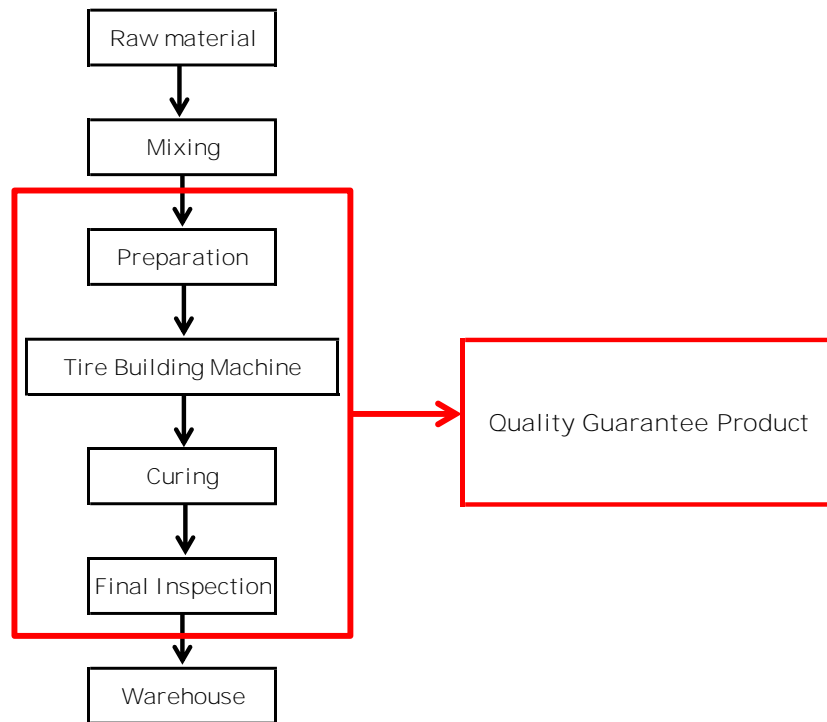 Raw material
Mixing
Preparation
Tire Building Machine
Quality Guarantee Product
Curing
Final Inspection
Warehouse